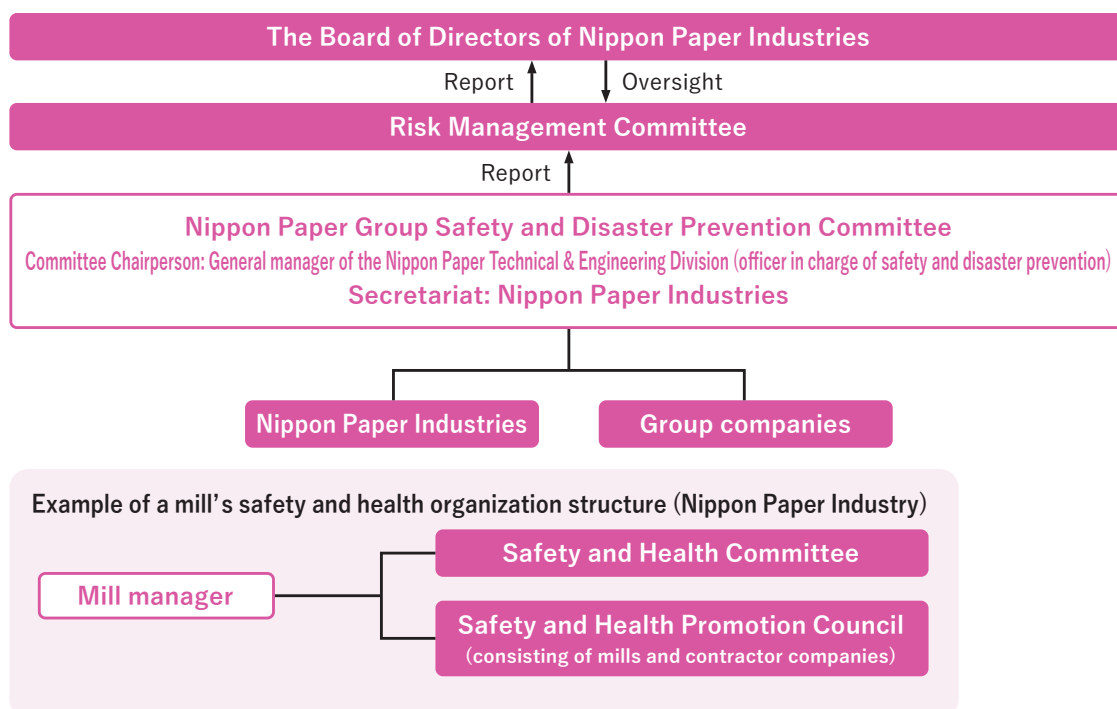 The Board of Directors of Nippon Paper Industries
Report
Oversight
Risk Management Committee
Report
Nippon Paper Group Safety and Disaster Prevention Committee
Committee Chairperson: General manager of the Nippon Paper Technical & Engineering Division (officer in charge of safety and disaster prevention)
Secretariat: Nippon Paper Industries
Nippon Paper Industries
Group companies
Example of a mill’s safety and health organization structure (Nippon Paper Industry)
Safety and Health Committee
Mill manager
Safety and Health Promotion Council
(consisting of mills and contractor companies)